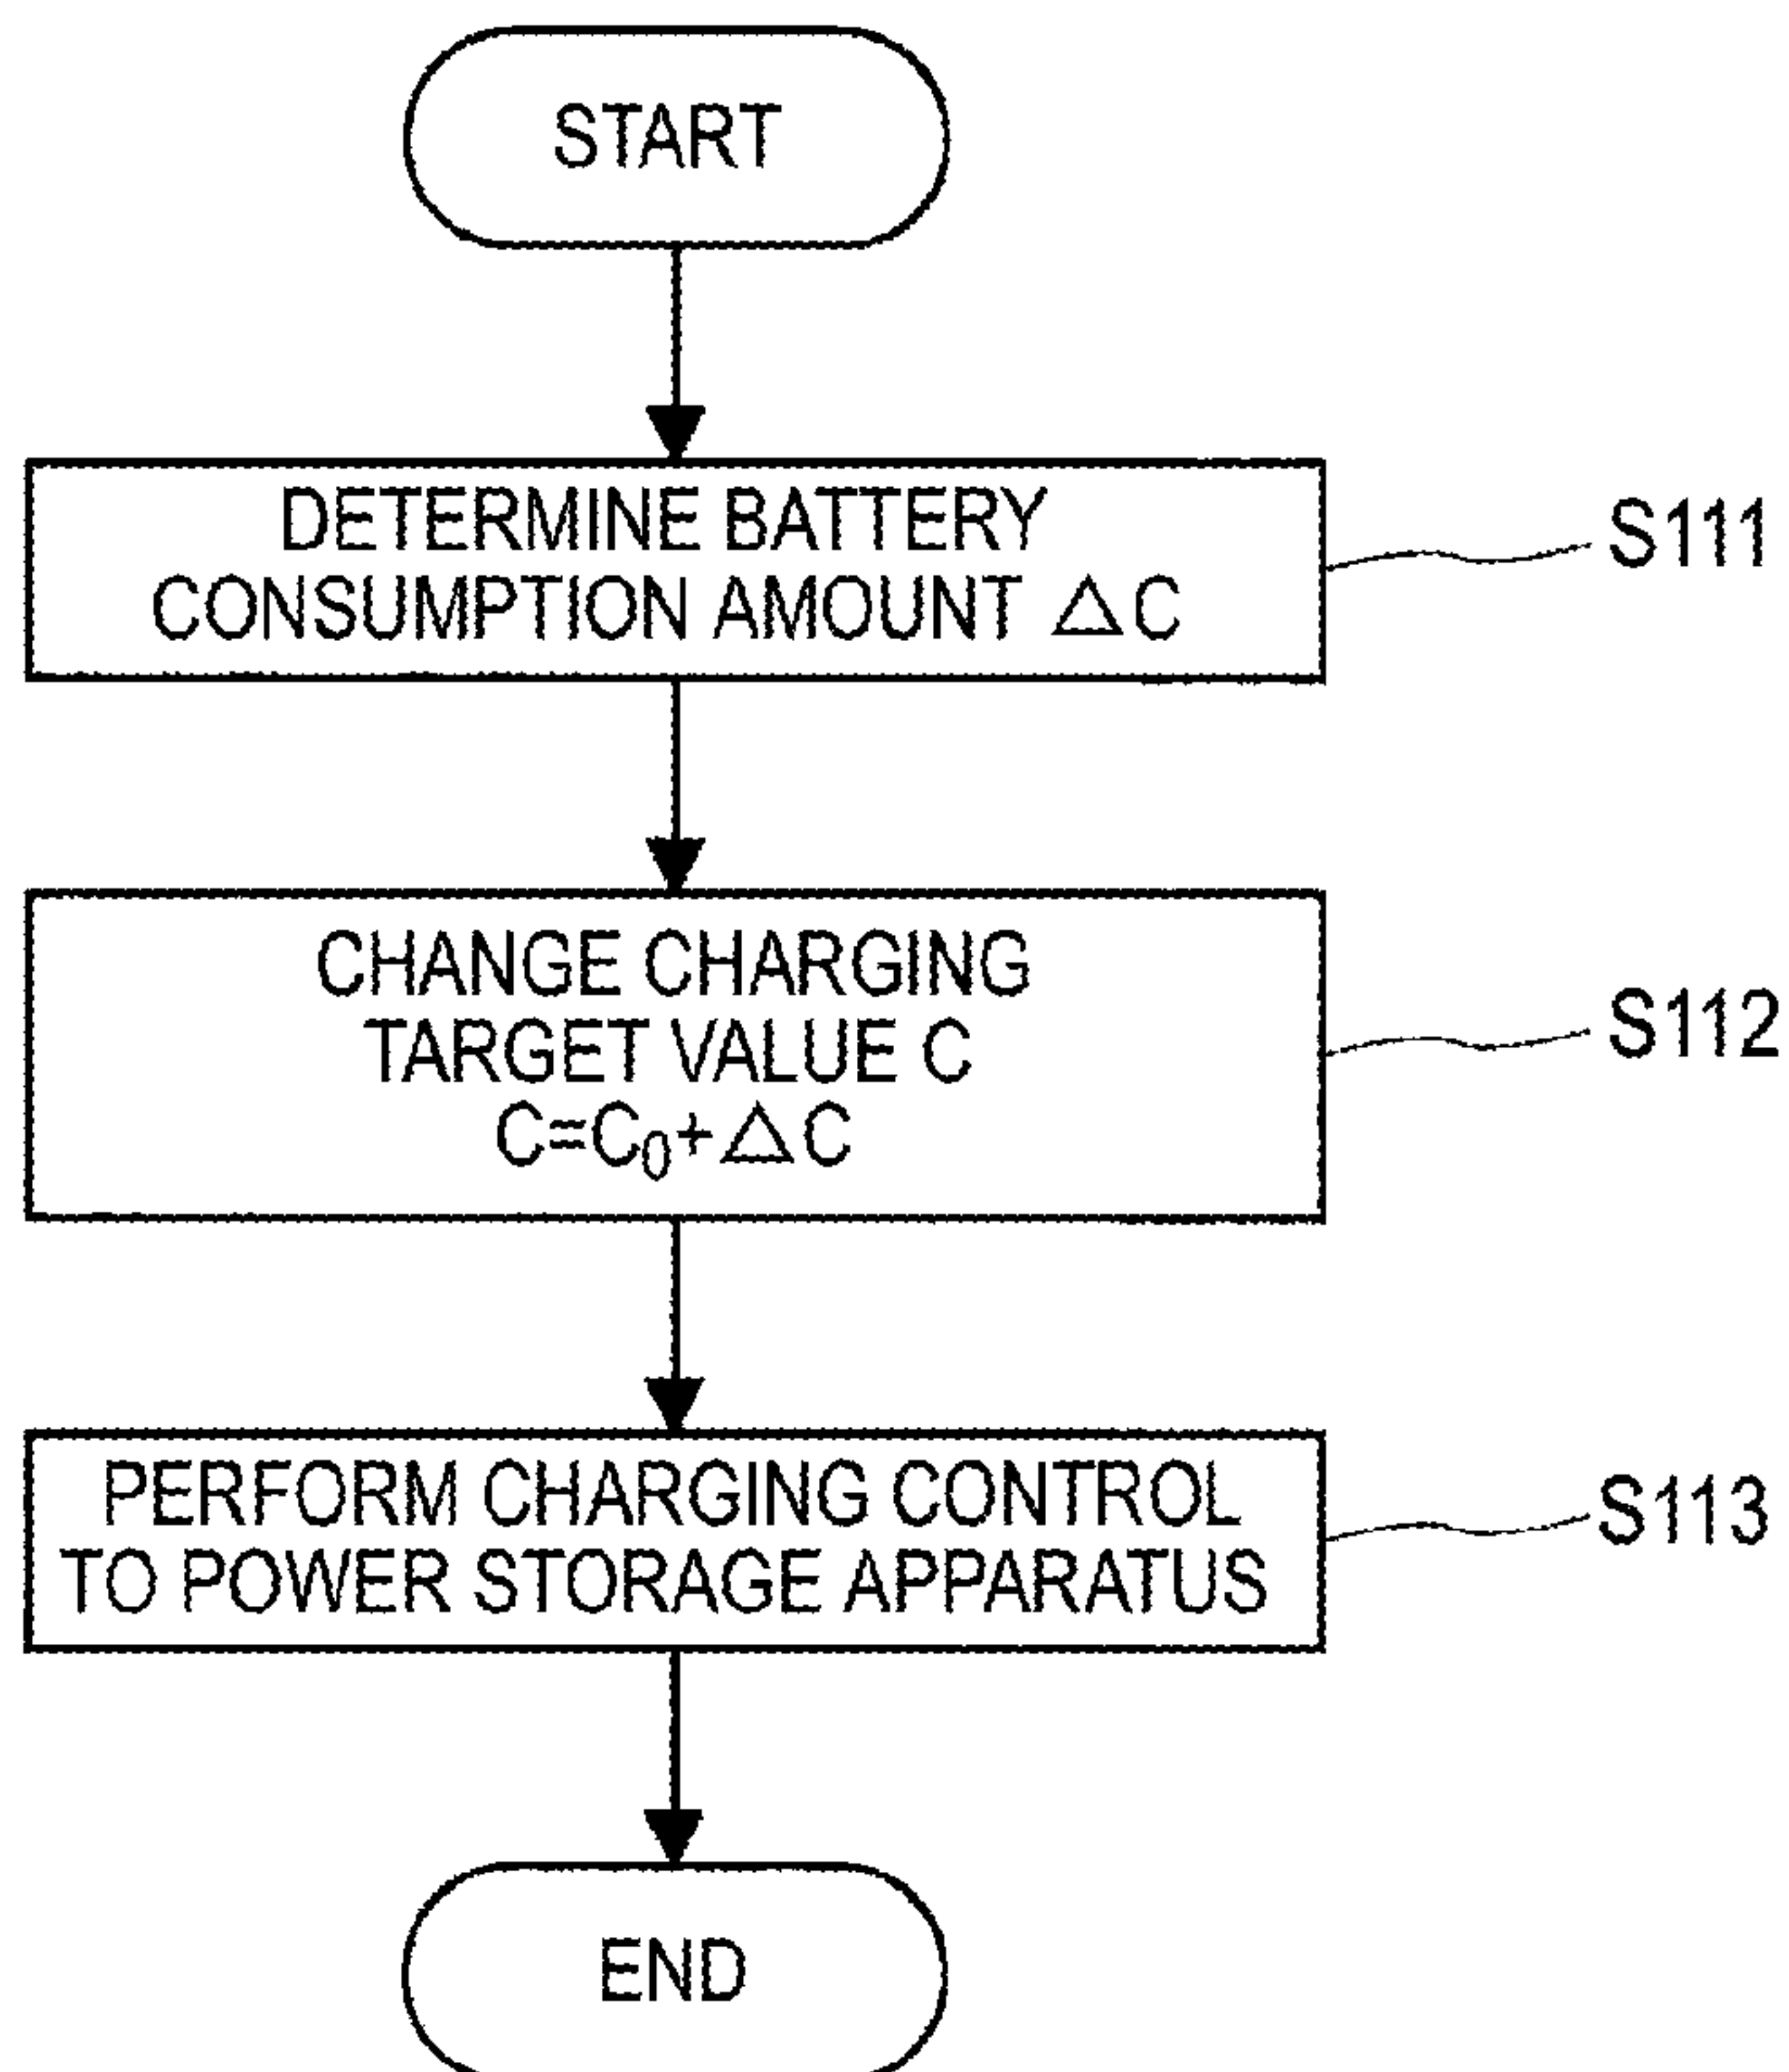 START
DETERMINE BATTERY
CONSUMPTION AMOUNT △C
S111
CHANGE CHARGING
TARGET VALUE C
C=C₀+△C
S112
PERFORM CHARGING CONTROL
TO POWER STORAGE APPARATUS
S113
END